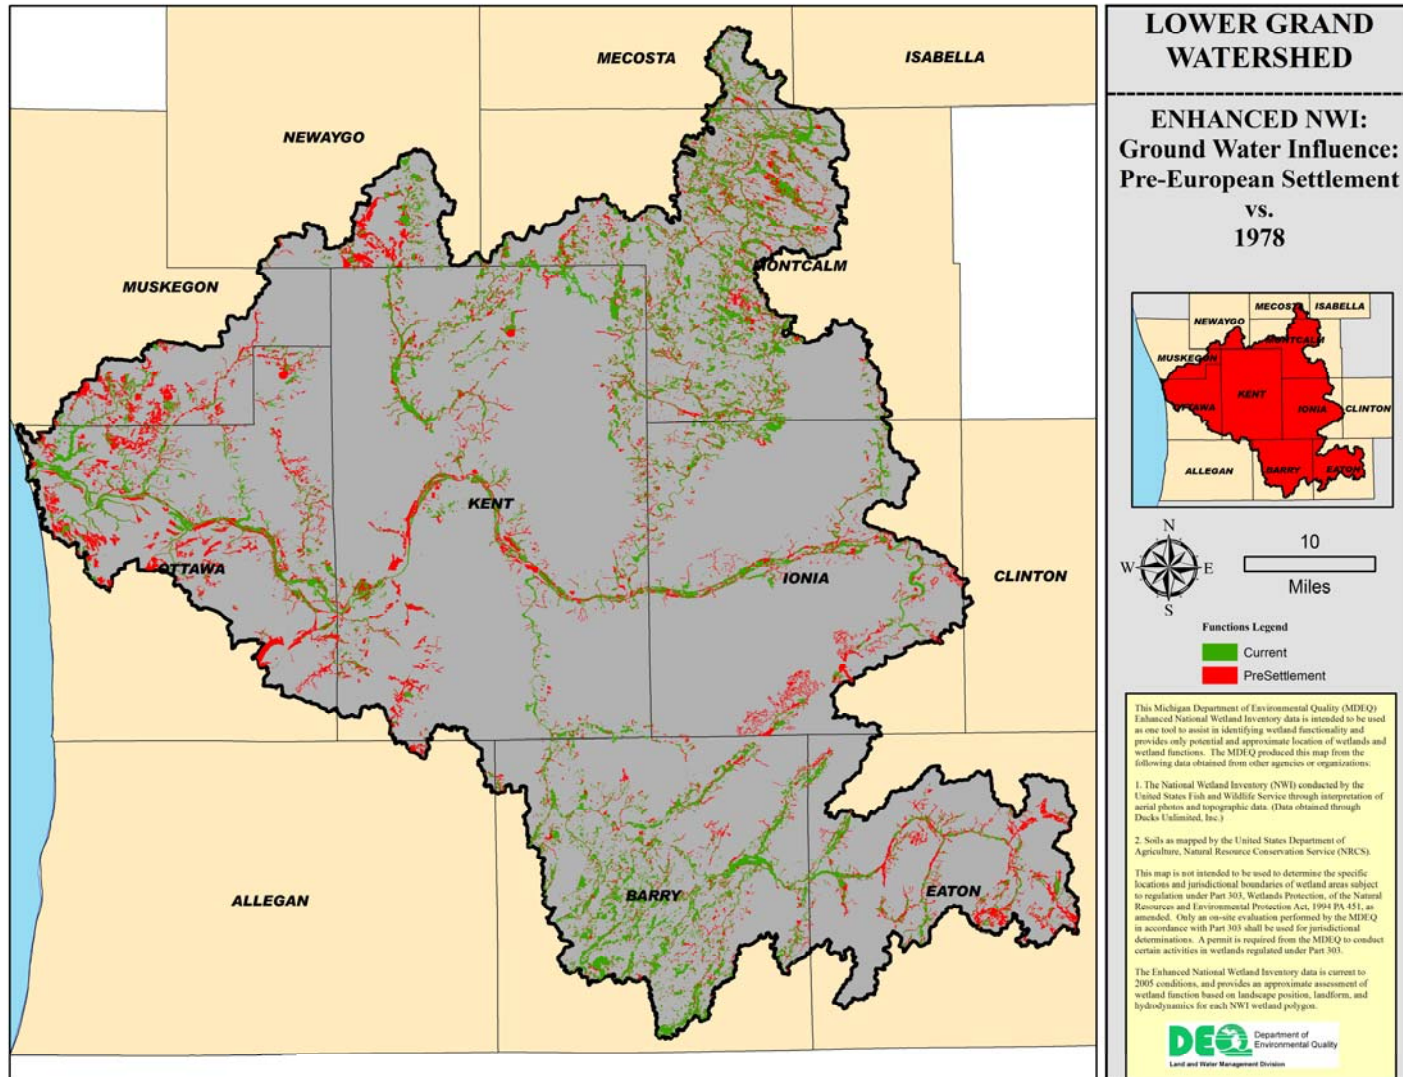 MECOSTA
ISABELLA
NEWAYGO
MUSKEGON
MONTCALM
KENT
OTTAWA
IONIA
CLINTON
ALLEGAN
BARRY
EATON
LOWER GRAND
WATERSHED
ENHANCED NWI:
Ground Water Influence:
Pre-European Settlement
vs.
1978
MECOSTA
ISABELLA
NEWAYGO
MONTCALM
MUSKEGON
KENT
OTTAWA
IONIA
CLINTON
ALLEGAN
BARRY
EATON
N
W
E
S
10
Miles
Functions Legend
Current
PreSettlement
This Michigan Department of Environmental Quality (MDEQ)
Enhanced National Wetland Inventory data is intended to be used
as one tool to assist in identifying wetland functionality and
provides only potential and approximate location of wetlands and
wetland functions. The MDEQ produced this map from the
following data obtained from other agencies or organizations.
1. The National Wetland Inventory (NWI) conducted by the
United States Fish and Wildlife Service through interpretation of
aerial photos and topographic data. (Data obtained through
Ducks Unlimited, Inc.)
2. Soils as mapped by the United States Department of
Agriculture, Natural Resource Conservation Service (NRCS).
This map is not intended to be used to determine the specific
locations and jurisdictional boundaries of wetland areas subject
to regulation under Part 303, Wetlands Protection, of the Natural
Resources and Environmental Protection Act, 1994 PA 451, as
amended. Only an on-site evaluation performed by the MDEQ
in accordance with Part 303 shall be used for jurisdictional
determinations. A permit is required from the MDEQ to conduct
certain activities in wetlands regulated under Part 303.
The Enhanced National Wetland Inventory data is current to
2005 conditions, and provides an approximate assessment of
wetland function based on landscape position, landform, and
hydrodynamics for each NWI wetland polygon.
DEQ
Department of
Environmental Quality
Land and Water Management Division